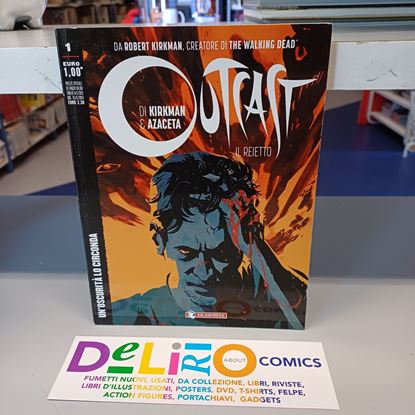 1
EURO
1,00*
DA ROBERT KIRKMAN, CREATORE DI THE WALKING DEAD
OUTCAST
DI KIRKMAN
& AZACETA
IL REIETTO
UN'OSCURITÀ LO CIRCONDA
SALDAPRESS
DELIRIO ABOUT COMICS
FUMETTI NUOVI, USATI, DA COLLEZIONE, LIBRI, RIVISTE,
LIBRI D'ILLUSTRAZIONI, POSTERS, DVD, T-SHIRTS, FELPE,
ACTION FIGURES, PORTACHIAVI, GADGETS